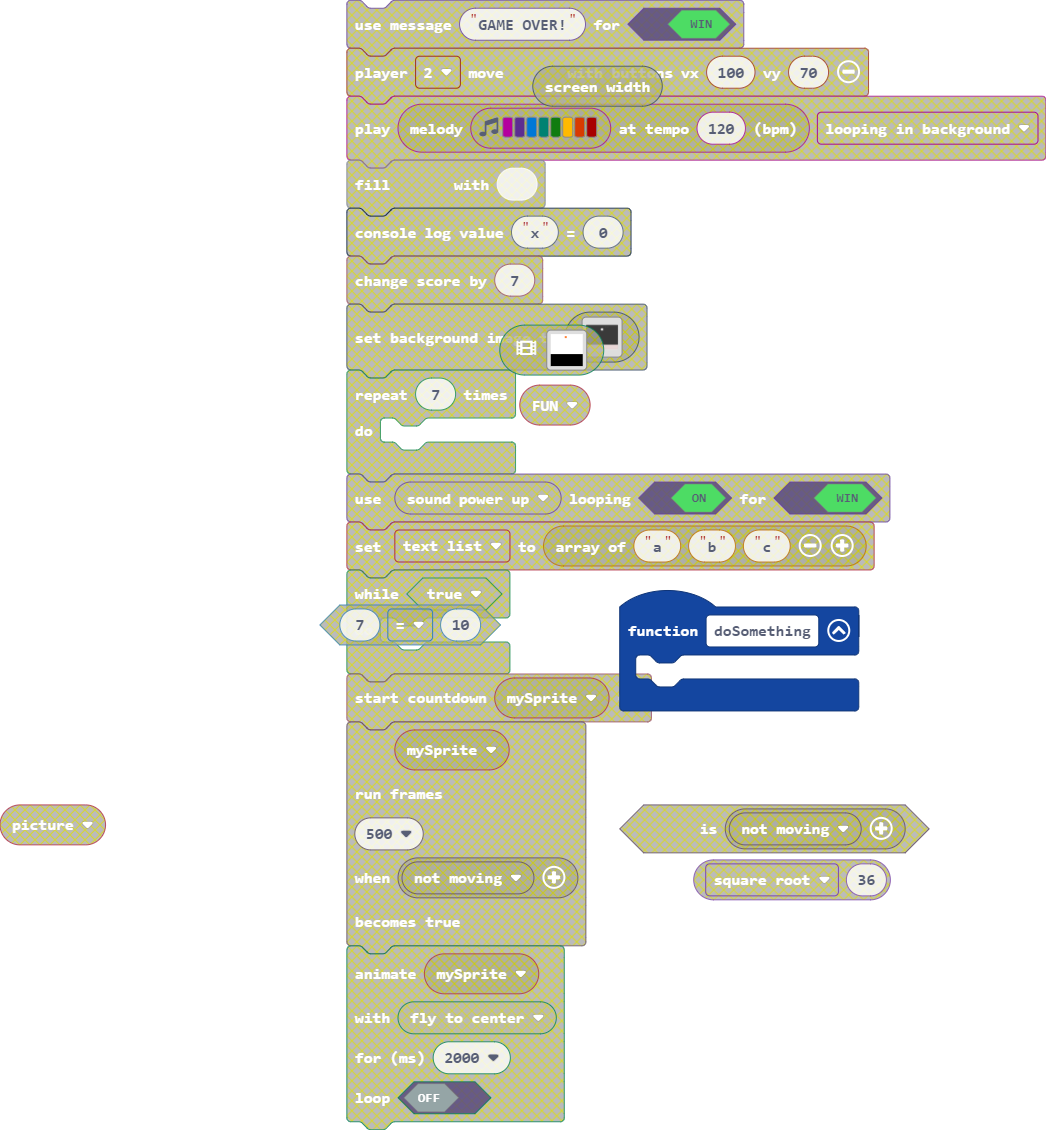 use message "GAME OVER!" for WIN
player 2 move with buttons vx 100 vy 70
screen width
play melody at tempo 120 (bpm) looping in background
fill with
console log value "x" = 0
change score by 7
set background
repeat 7 times
FUN
do
use sound power up looping ON for WIN
set text list to array of "a" "b" "c"
while true
7 = 10
function doSomething
start countdown mySprite
mySprite
run frames
picture
is not moving
500
when not moving
square root 36
becomes true
animate mySprite
with fly to center
for (ms) 2000
loop OFF